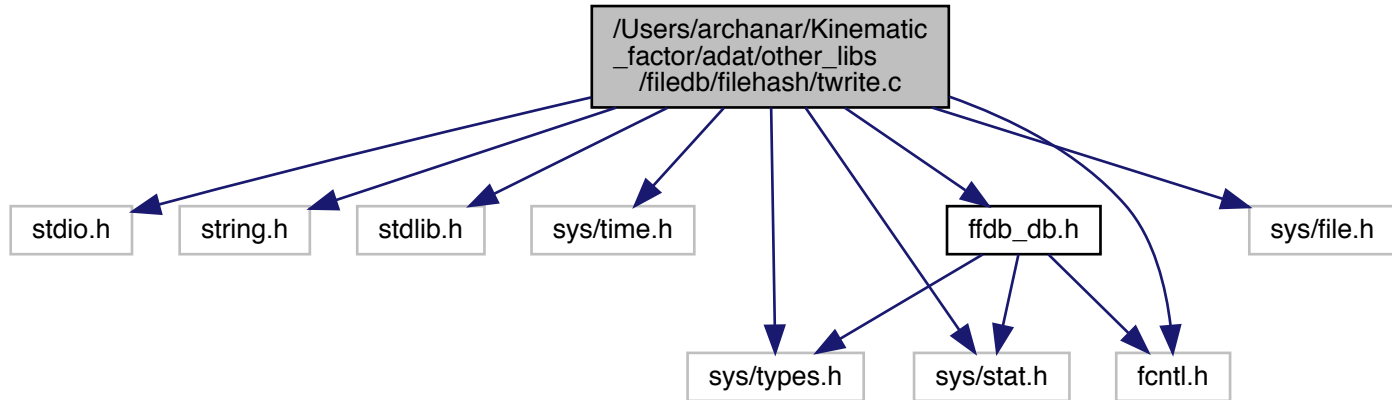 /Users/archanar/Kinematic
_factor/adat/other_libs
/filedb/filehash/twrite.c
stdio.h
string.h
stdlib.h
sys/time.h
ffdb_db.h
sys/file.h
sys/types.h
sys/stat.h
fcntl.h